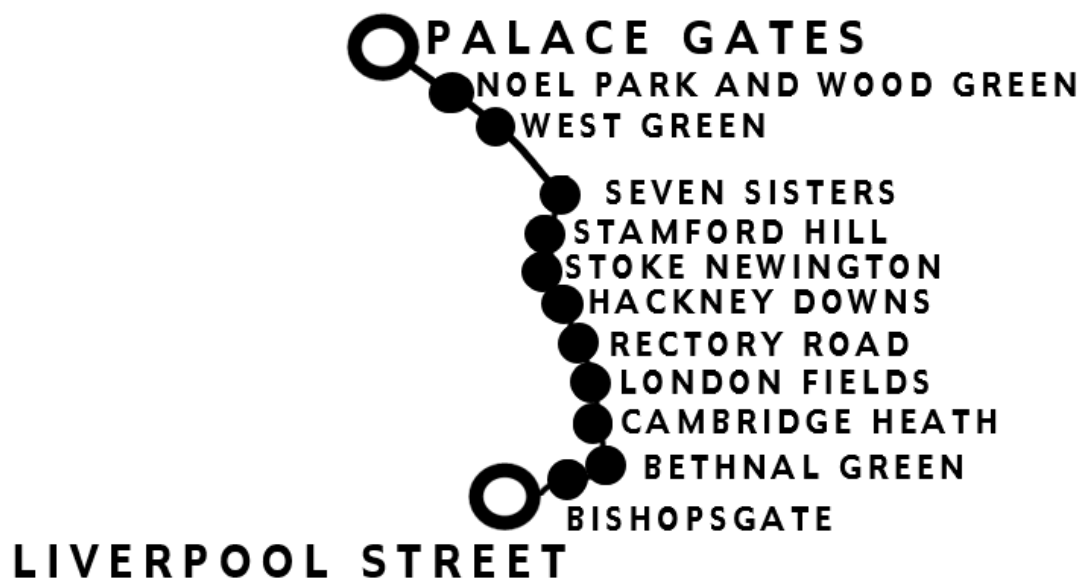 PALACE GATES
NOEL PARK AND WOOD GREEN
WEST GREEN
SEVEN SISTERS
STAMFORD HILL
STOKE NEWINGTON
HACKNEY DOWNS
RECTORY ROAD
LONDON FIELDS
CAMBRIDGE HEATH
BETHNAL GREEN
BISHOPSGATE
LIVERPOOL STREET